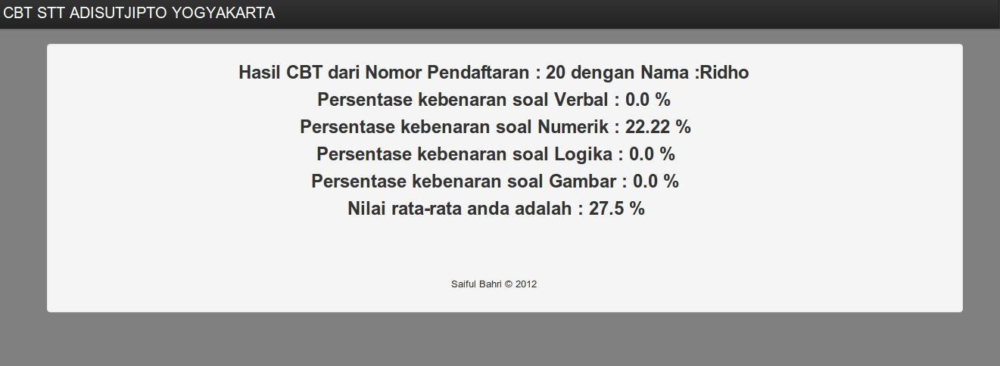 CBT STT ADISUTJIPTO YOGYAKARTA
Hasil CBT dari Nomor Pendaftaran : 20 dengan Nama :Ridho
Persentase kebenaran soal Verbal : 0.0 %
Persentase kebenaran soal Numerik : 22.22 %
Persentase kebenaran soal Logika : 0.0 %
Persentase kebenaran soal Gambar : 0.0 %
Nilai rata-rata anda adalah : 27.5 %
Saiful Bahri © 2012